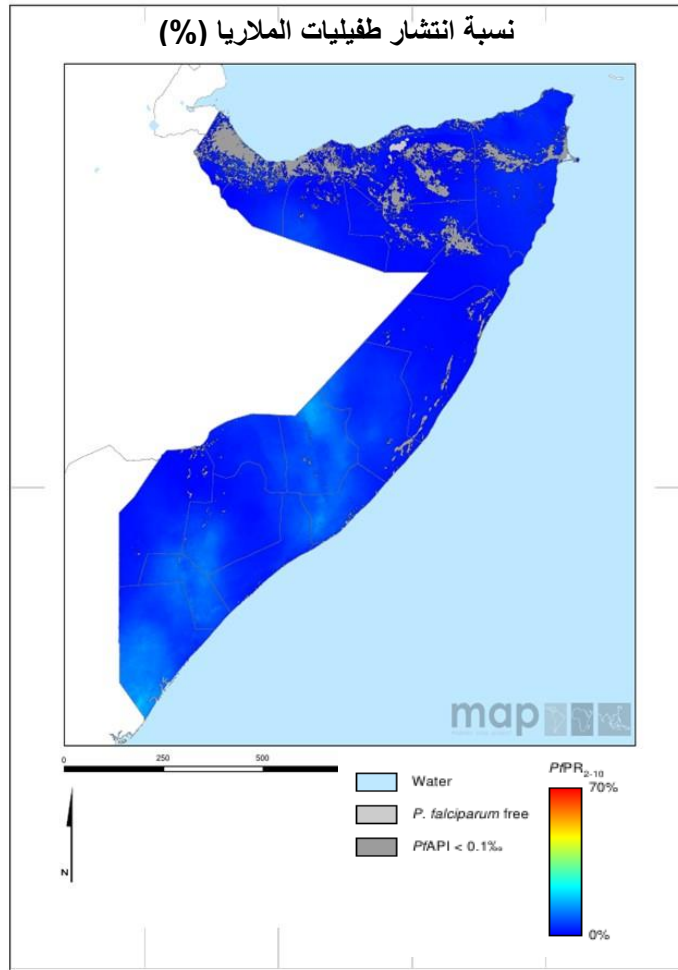 نسبة انتشار طفيليات الملاريا (%)
map
0 250 500
N
Water
P. falciparum free
PfAPI < 0.1‰
PfPR2-10
70%
0%